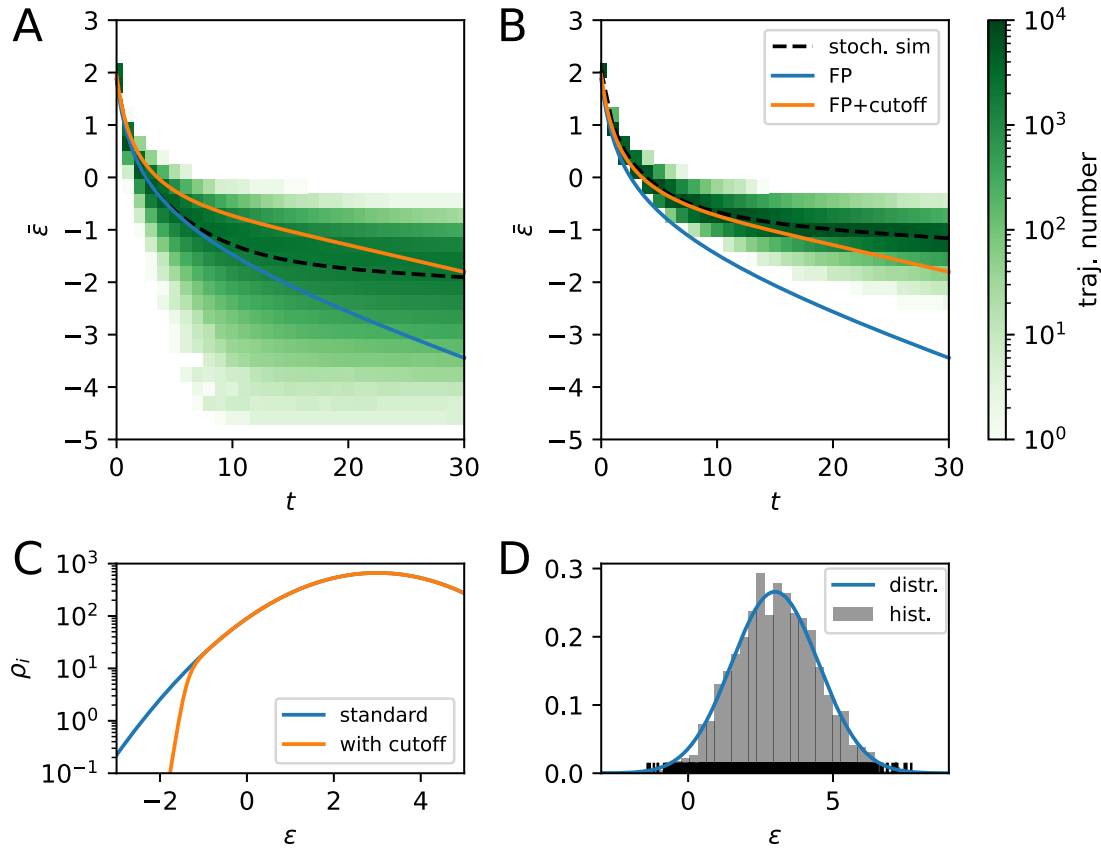 A
B
3
2
1
0
−1
−2
−3
−4
−5
ε̄
0
10
20
30
t
3
2
1
0
−1
−2
−3
−4
−5
ε̄
0
10
20
30
t
stoch. sim
FP
FP+cutoff
10⁴
10³
10²
10¹
10⁰
traj. number
C
D
10³
10²
10¹
10⁰
10⁻¹
ρᵢ
−2
0
2
4
ε
standard
with cutoff
0.3
0.2
0.1
0.0
0
5
ε
distr.
hist.